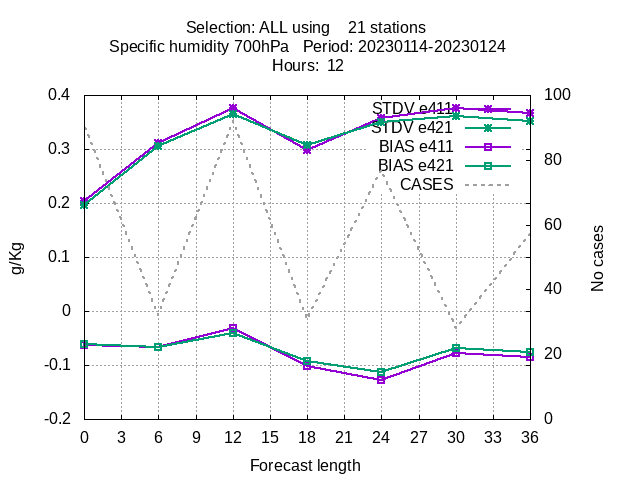 Selection: ALL using 21 stations
Specific humidity 700hPa Period: 20230114-20230124
Hours: 12
0.4
0.3
0.2
0.1
0
-0.1
-0.2
g/Kg
STDV e411
STDV e421
BIAS e411
BIAS e421
CASES
100
80
60
40
20
0
No cases
0 3 6 9 12 15 18 21 24 27 30 33 36
Forecast length